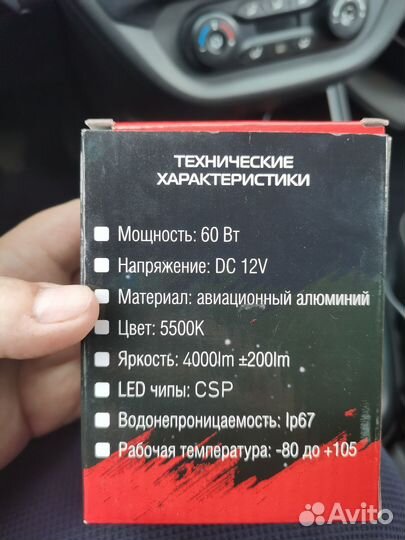 ТЕХНИЧЕСКИЕ
ХАРАКТЕРИСТИКИ
Мощность: 60 Вт
Напряжение: DC 12V
Материал: авиационный алюминий
Цвет: 5500K
Яркость: 4000lm ±200lm
LED чипы: CSP
Водонепроницаемость: Ip67
Рабочая температура: -80 до +105
Avito